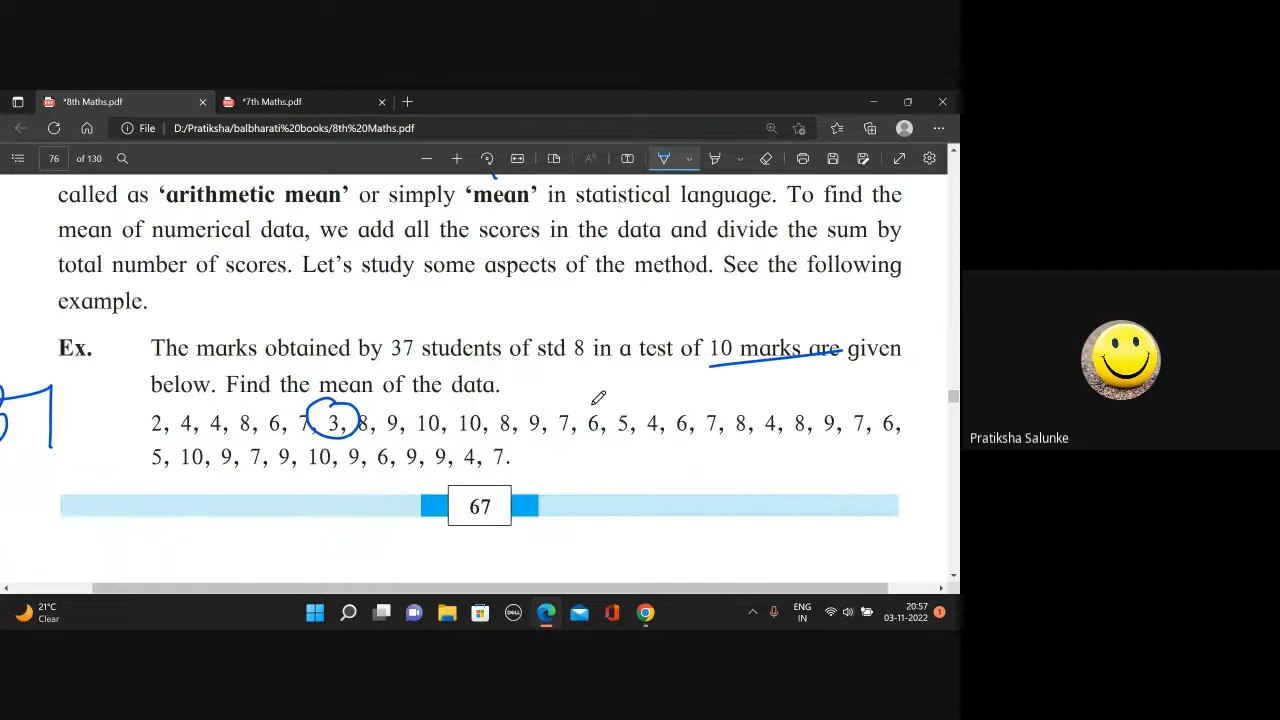 *8th Maths.pdf
*7th Maths.pdf
File
D:/Pratiksha/balbharati%20books/8th%20Maths.pdf
76 of 130
called as ‘arithmetic mean’ or simply ‘mean’ in statistical language. To find the
mean of numerical data, we add all the scores in the data and divide the sum by
total number of scores. Let’s study some aspects of the method. See the following
example.
Ex. The marks obtained by 37 students of std 8 in a test of 10 marks are given
below. Find the mean of the data.
2, 4, 4, 8, 6, 7, 3, 8, 9, 10, 10, 8, 9, 7, 6, 5, 4, 6, 7, 8, 4, 8, 9, 7, 6,
5, 10, 9, 7, 9, 10, 9, 6, 9, 9, 4, 7.
67
Pratiksha Salunke
21°C
Clear
DELL
ENG
IN
20:57
03-11-2022
1